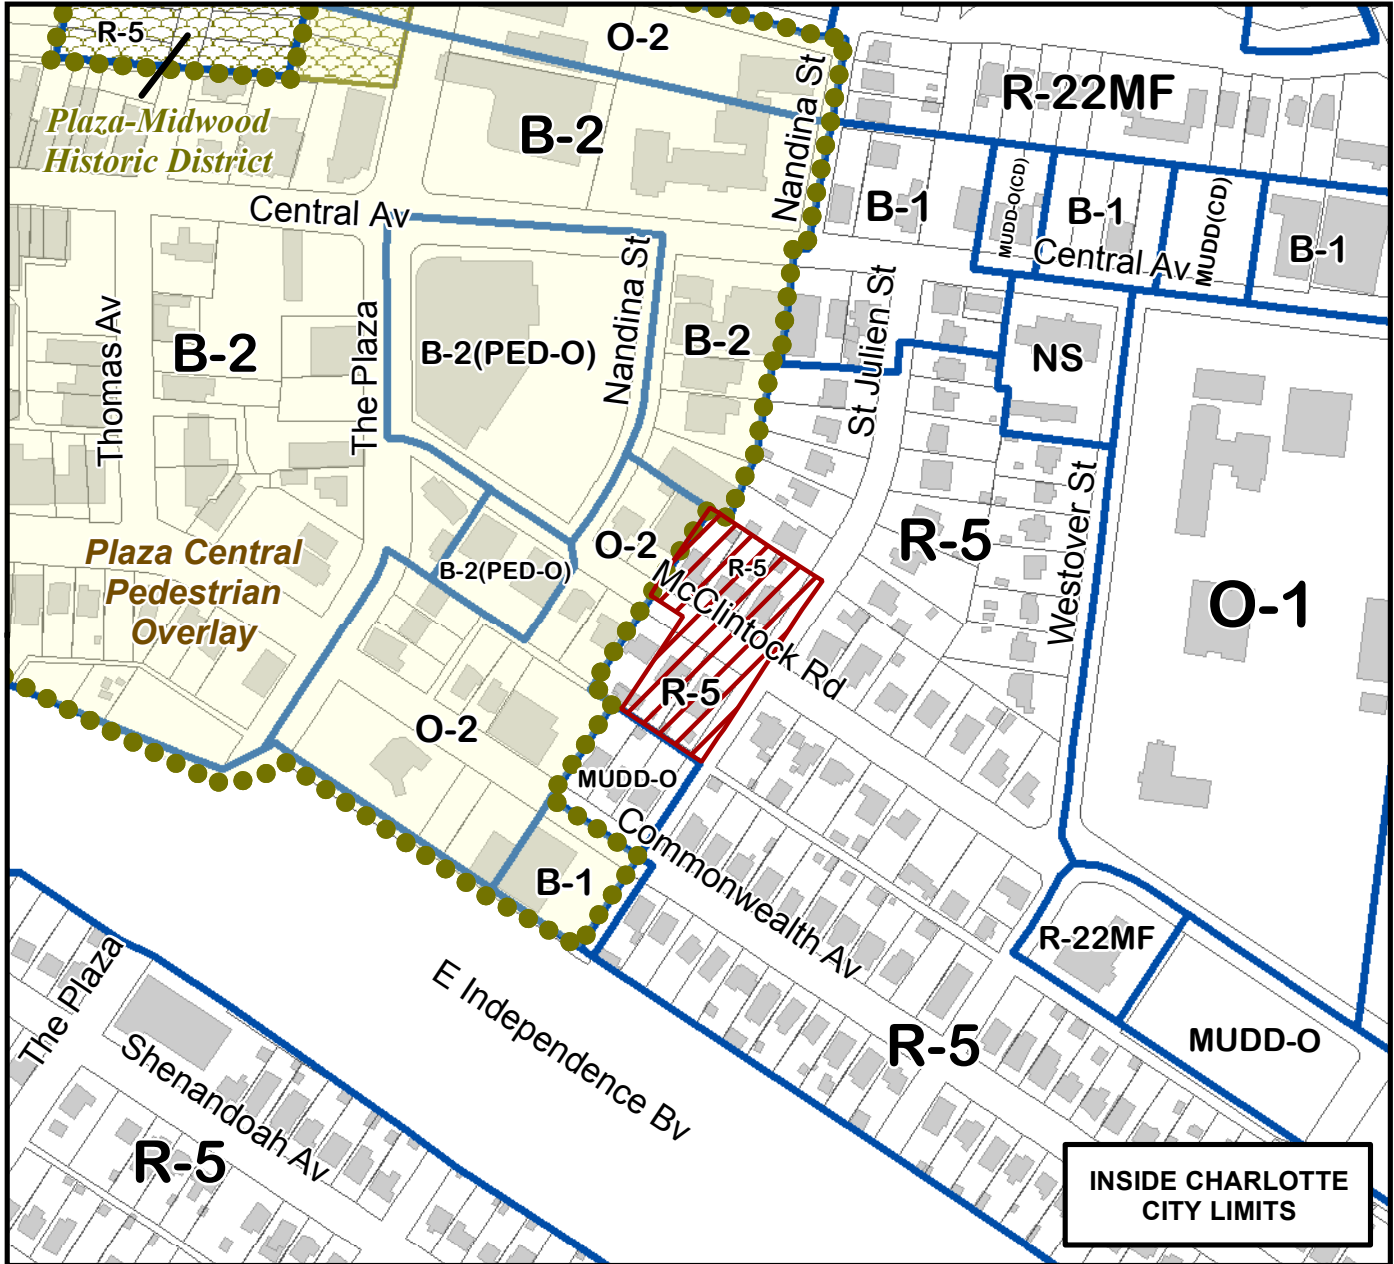 R-5
O-2
Plaza-Midwood
Historic District
B-2
Nandina St
R-22MF
Central Av
B-1
MUDD-O(CD)
B-1
MUDD(CD)
B-1
Central Av
Thomas Av
B-2
The Plaza
B-2(PED-O)
Nandina St
B-2
St Julien St
NS
Plaza Central
Pedestrian
Overlay
B-2(PED-O)
O-2
R-5
McClintock Rd
R-5
R-5
Westover St
O-1
O-2
MUDD-O
Commonwealth Av
B-1
R-22MF
The Plaza
E Independence Bv
R-5
MUDD-O
Shenandoah Av
R-5
INSIDE CHARLOTTE
CITY LIMITS